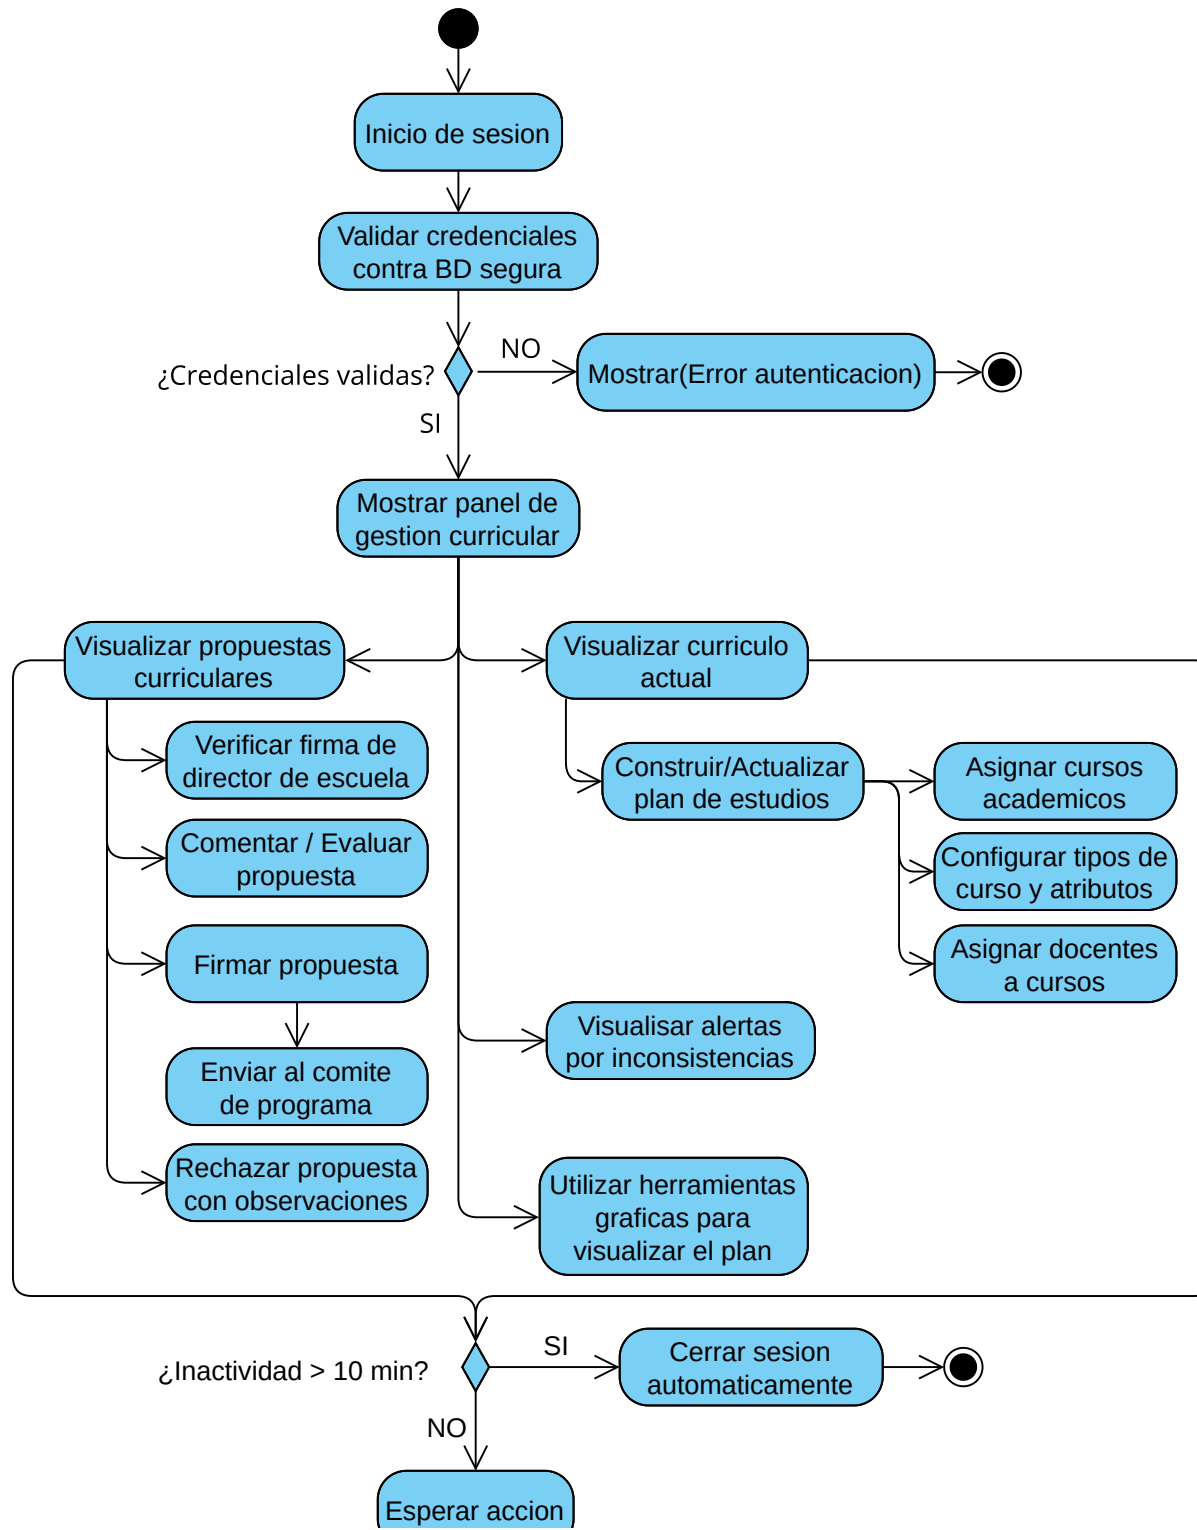 Inicio de sesion
Validar credenciales
contra BD segura
¿Credenciales validas?
NO
Mostrar(Error autenticacion)
SI
Mostrar panel de
gestion curricular
Visualizar propuestas
curriculares
Visualizar curriculo
actual
Verificar firma de
director de escuela
Construir/Actualizar
plan de estudios
Asignar cursos
academicos
Comentar / Evaluar
propuesta
Configurar tipos de
curso y atributos
Firmar propuesta
Asignar docentes
a cursos
Visualisar alertas
por inconsistencias
Enviar al comite
de programa
Rechazar propuesta
con observaciones
Utilizar herramientas
graficas para
visualizar el plan
¿Inactividad > 10 min?
SI
Cerrar sesion
automaticamente
NO
Esperar accion